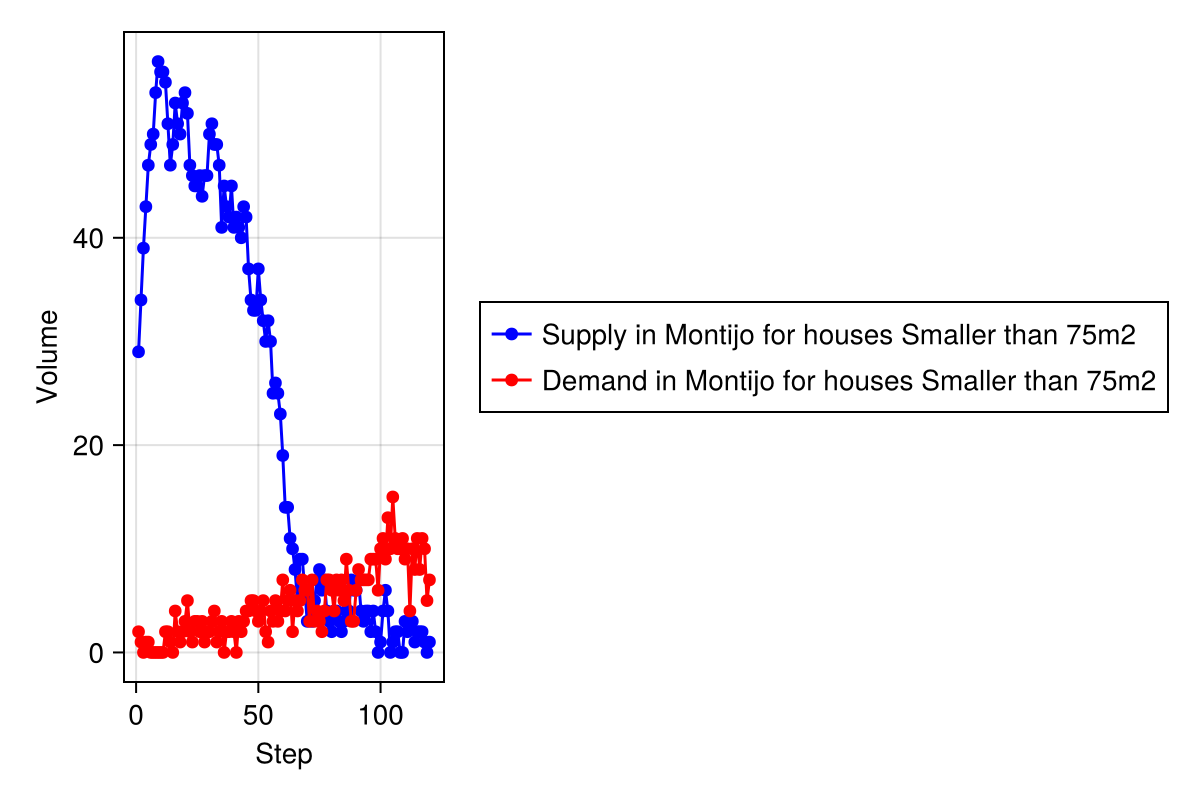 40
20
0
Volume
0 50 100
Step
Supply in Montijo for houses Smaller than 75m2
Demand in Montijo for houses Smaller than 75m2